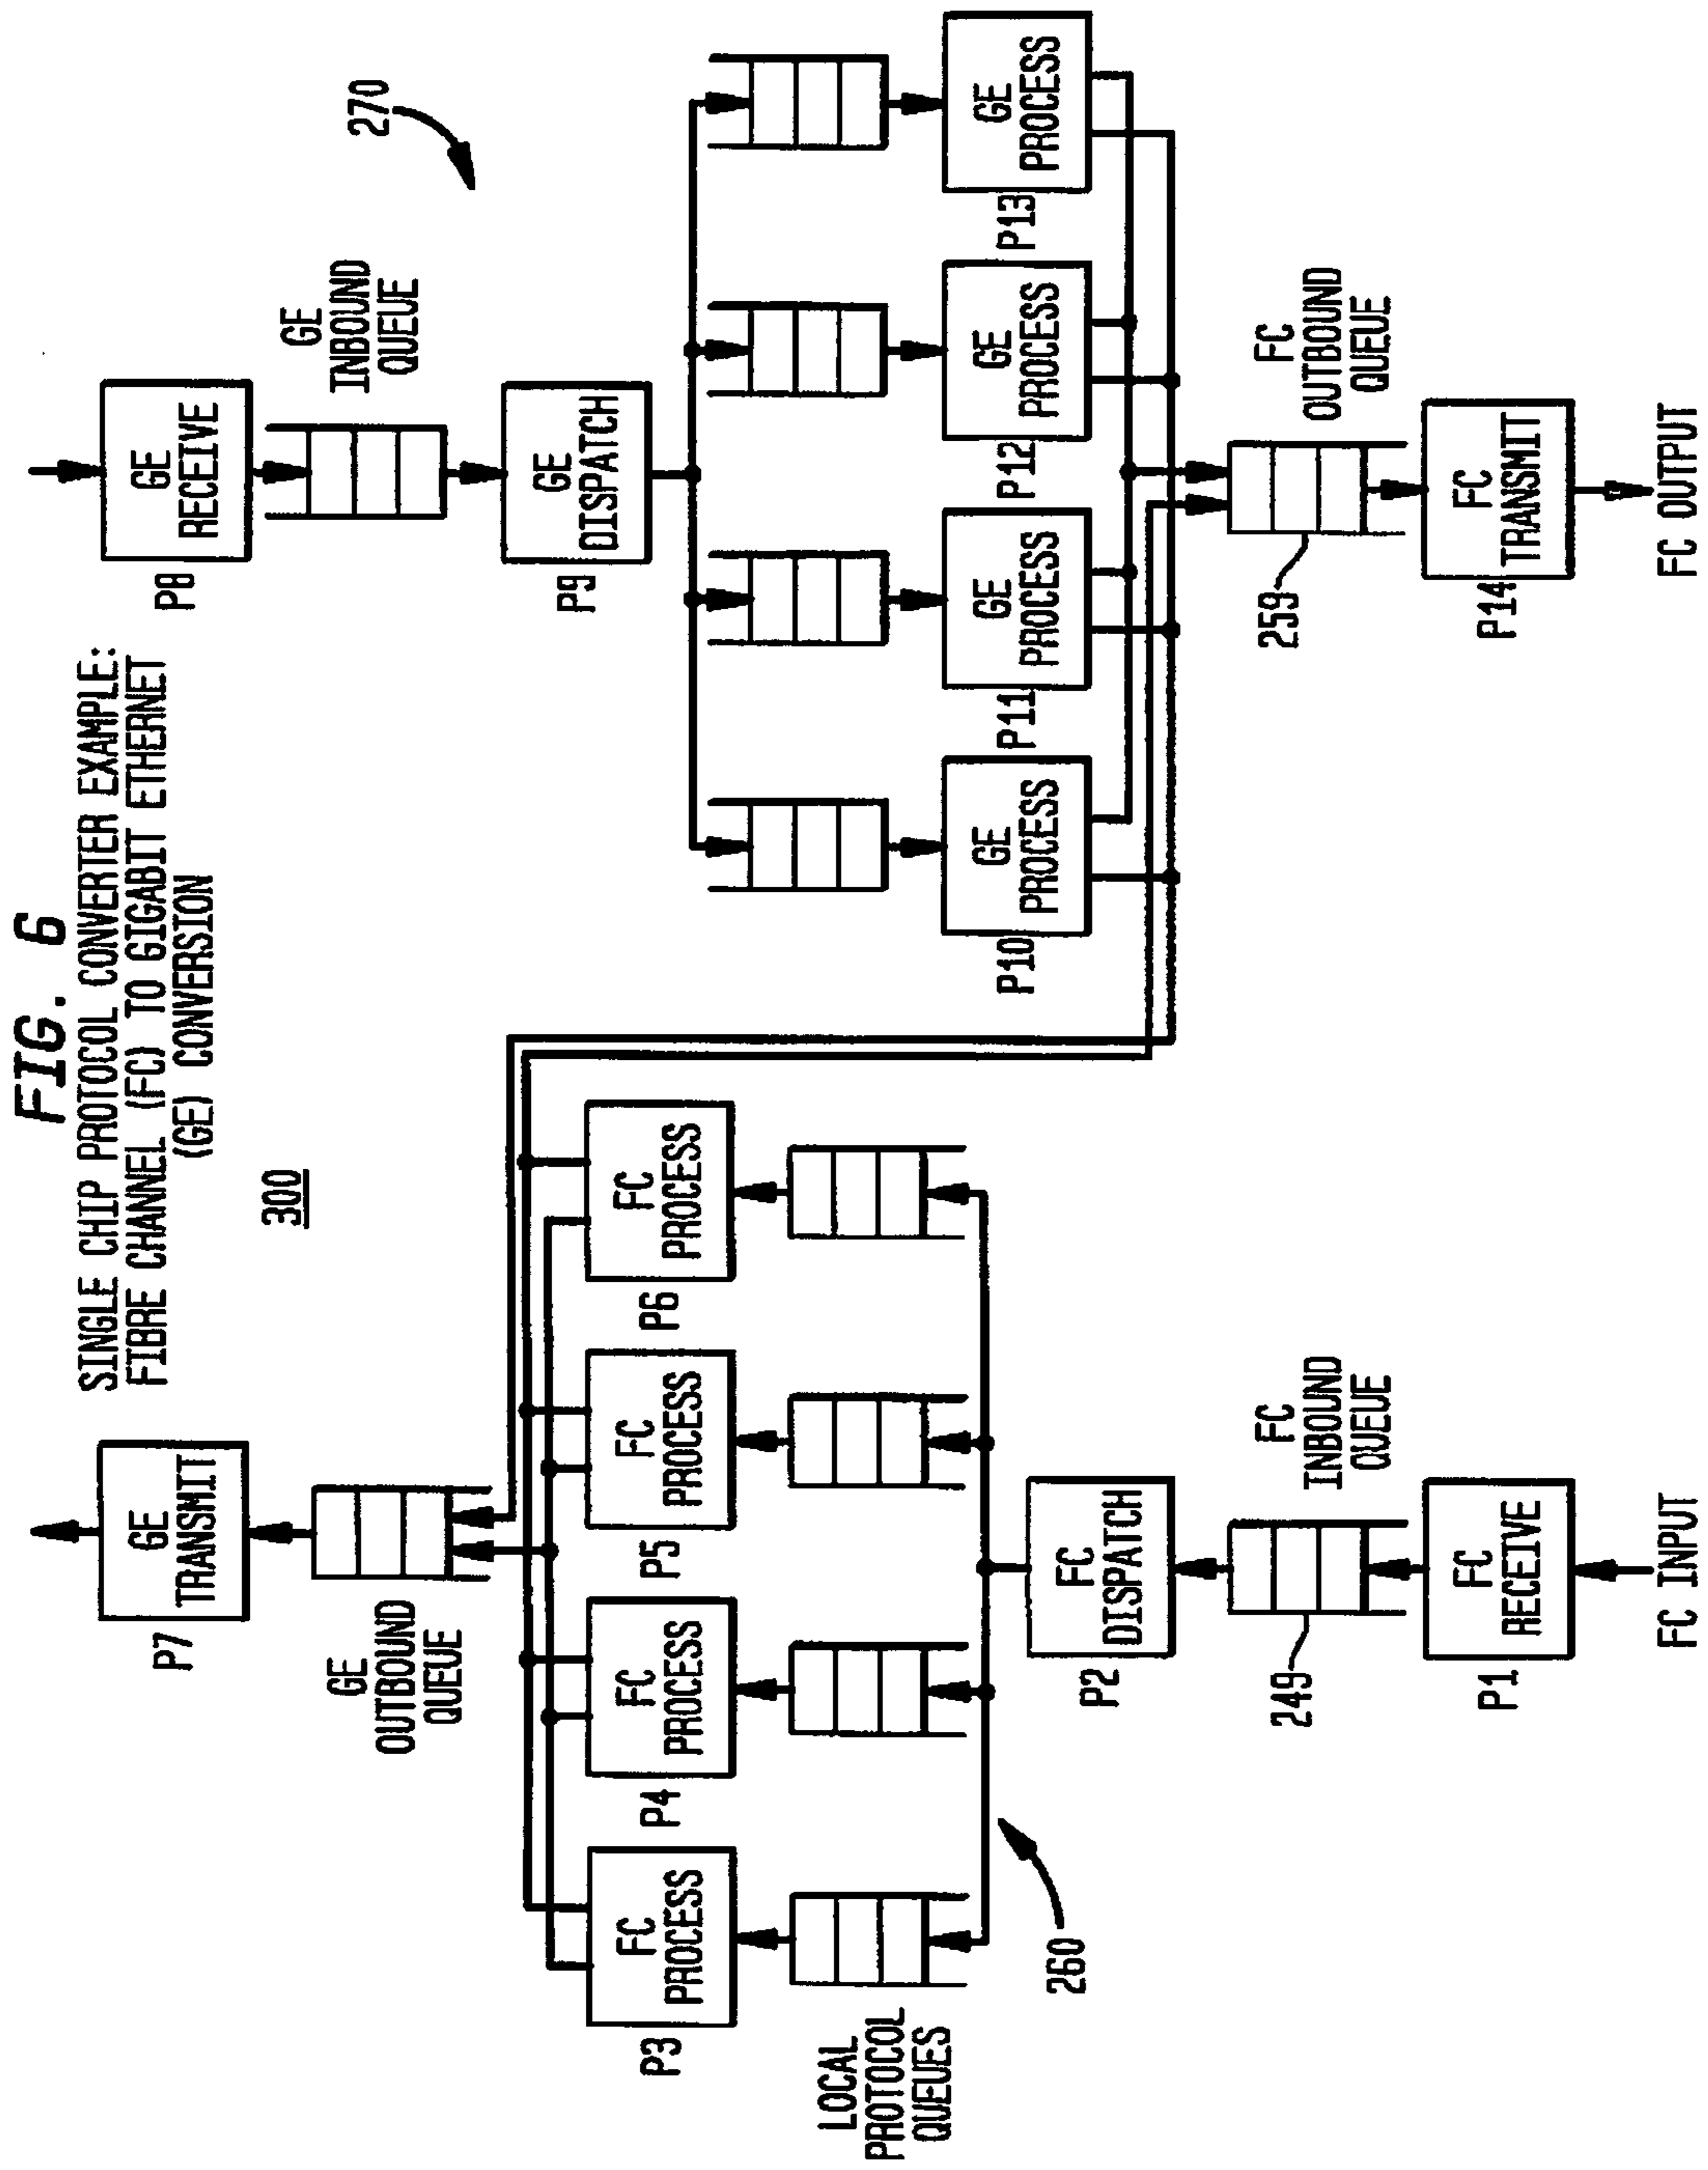 FIG. 6
SINGLE CHIP PROTOCOL CONVERTER EXAMPLE:
FIBRE CHANNEL (FC) TO GIGABIT ETHERNET
(GE) CONVERSION
300
P7
GE
TRANSMIT
GE
OUTBOUND
QUEUE
P3
FC
PROCESS
P4
FC
PROCESS
P5
FC
PROCESS
P6
FC
PROCESS
LOCAL
PROTOCOL
QUEUES
260
P2
FC
DISPATCH
249
FC
INBOUND
QUEUE
P1
FC
RECEIVE
FC INPUT
P8
GE
RECEIVE
GE
INBOUND
QUEUE
270
P9
GE
DISPATCH
P10
GE
PROCESS
P11
GE
PROCESS
P12
GE
PROCESS
P13
GE
PROCESS
259
FC
OUTBOUND
QUEUE
P14
FC
TRANSMIT
FC OUTPUT